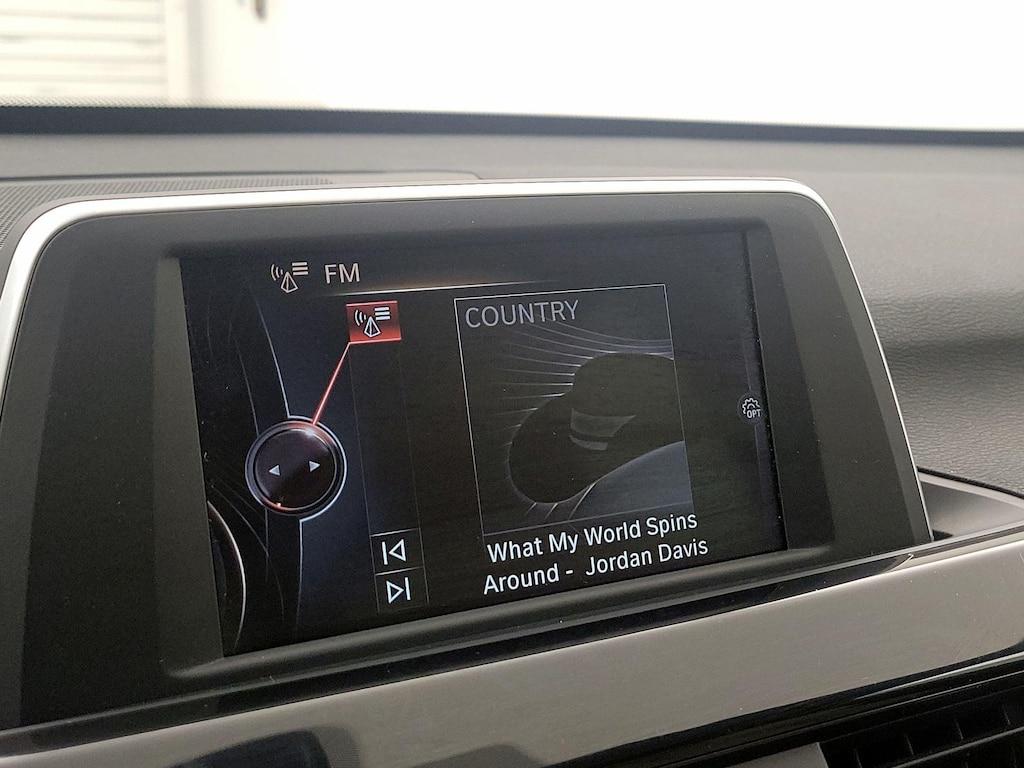 FM
COUNTRY
OPT
What My World Spins
Around - Jordan Davis